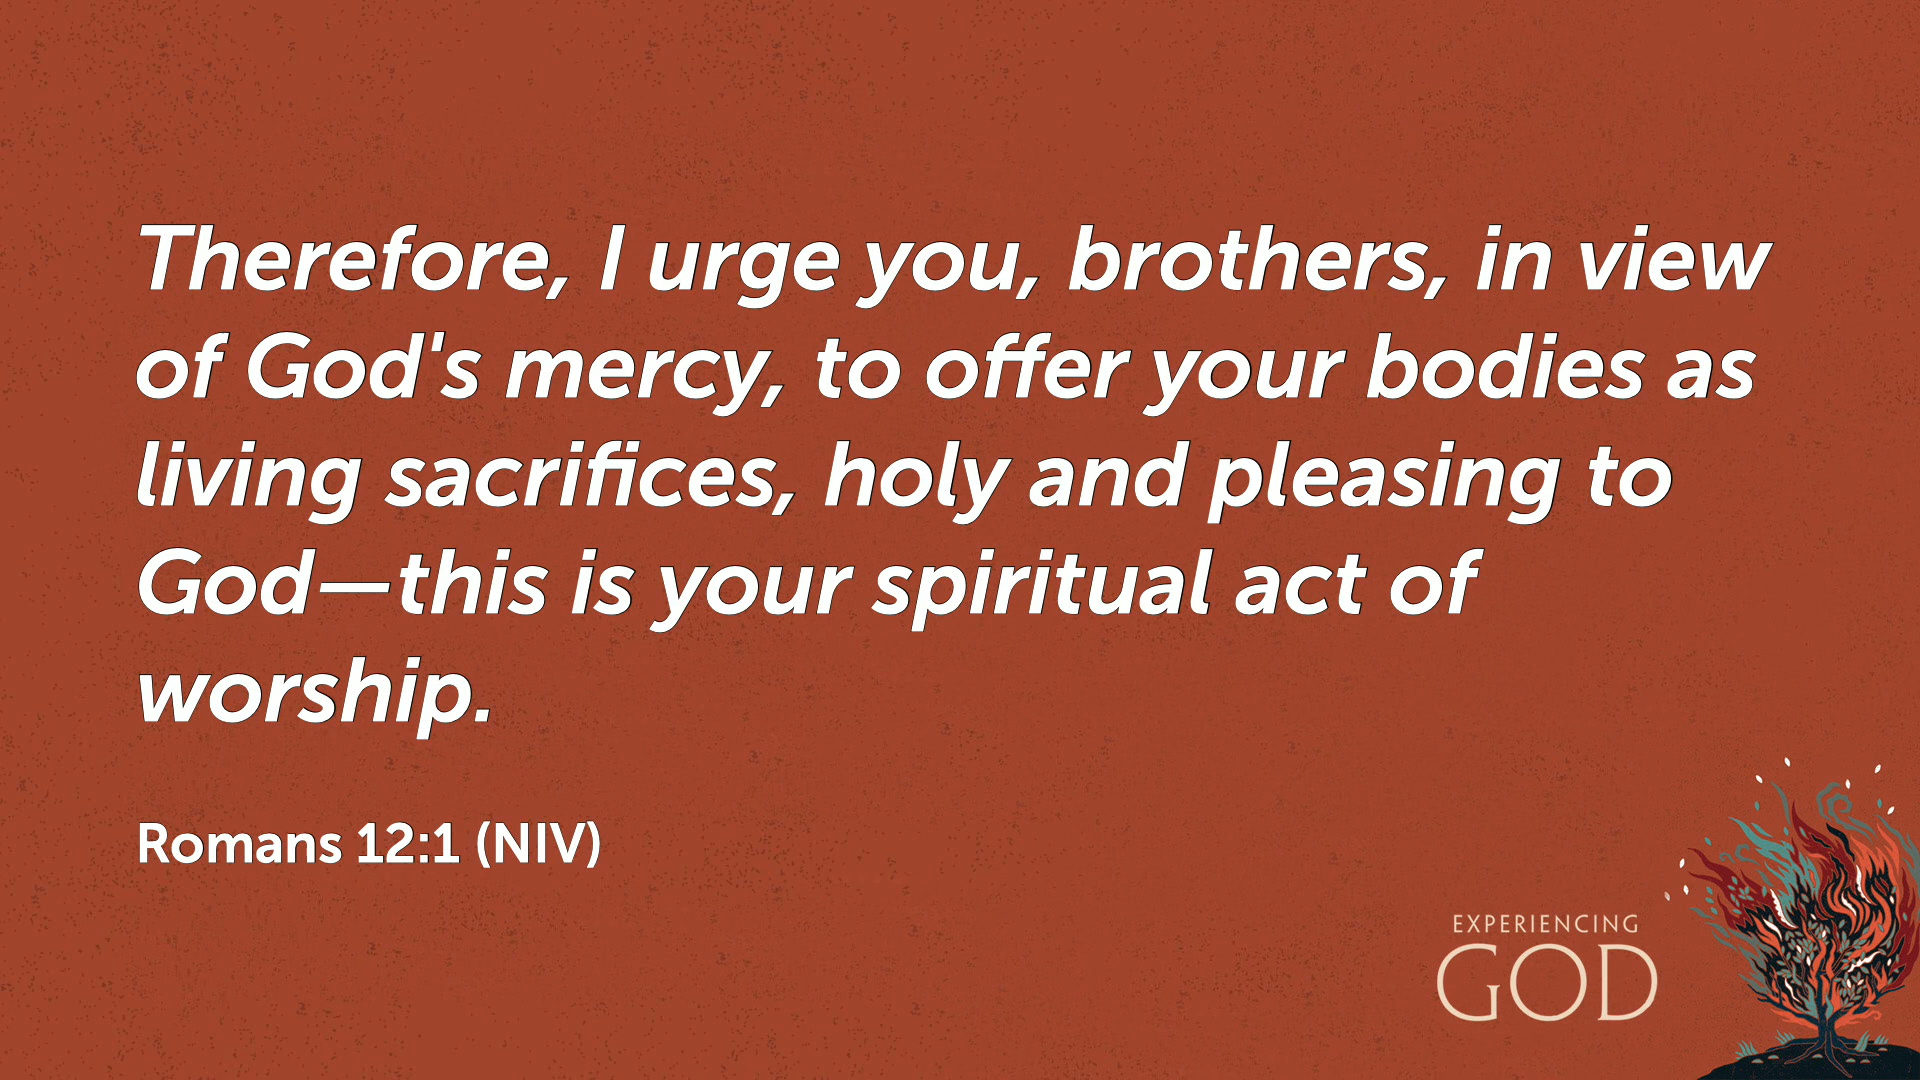 Therefore, I urge you, brothers, in view
of God's mercy, to offer your bodies as
living sacrifices, holy and pleasing to
God—this is your spiritual act of
worship.
Romans 12:1 (NIV)
EXPERIENCING
GOD